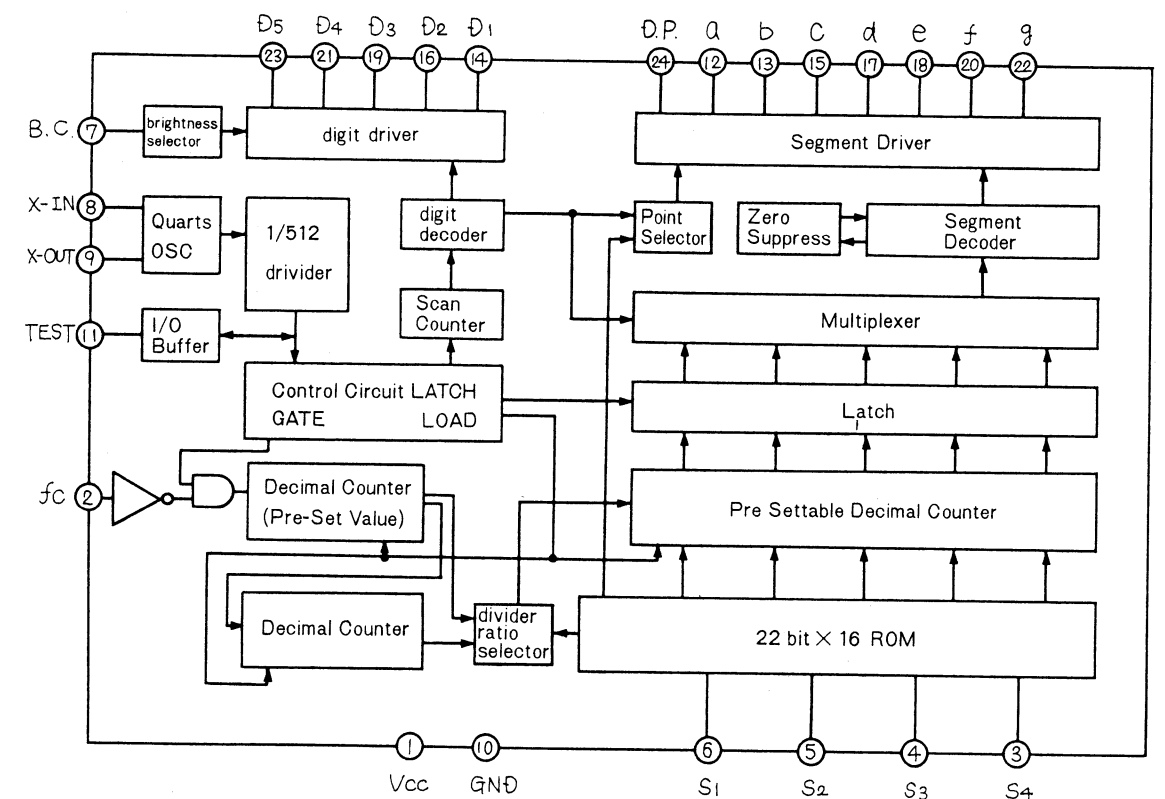 D5 D4 D3 D2 D1 D.P. a b c d e f g
23 21 19 16 14 24 12 13 15 17 18 20 22
B.C. 7
brightness
selector
digit driver
Segment Driver
X-IN 8
X-OUT 9
Quarts
OSC
1/512
drivider
digit
decoder
Point
Selector
Zero
Suppress
Segment
Decoder
TEST 11
I/O
Buffer
Scan
Counter
Multiplexer
Control Circuit LATCH
GATE LOAD
Latch
fc 2
Decimal Counter
(Pre-Set Value)
Pre Settable Decimal Counter
Decimal Counter
divider
ratio
selector
22 bit × 16 ROM
1 10 6 5 4 3
Vcc GND S1 S2 S3 S4